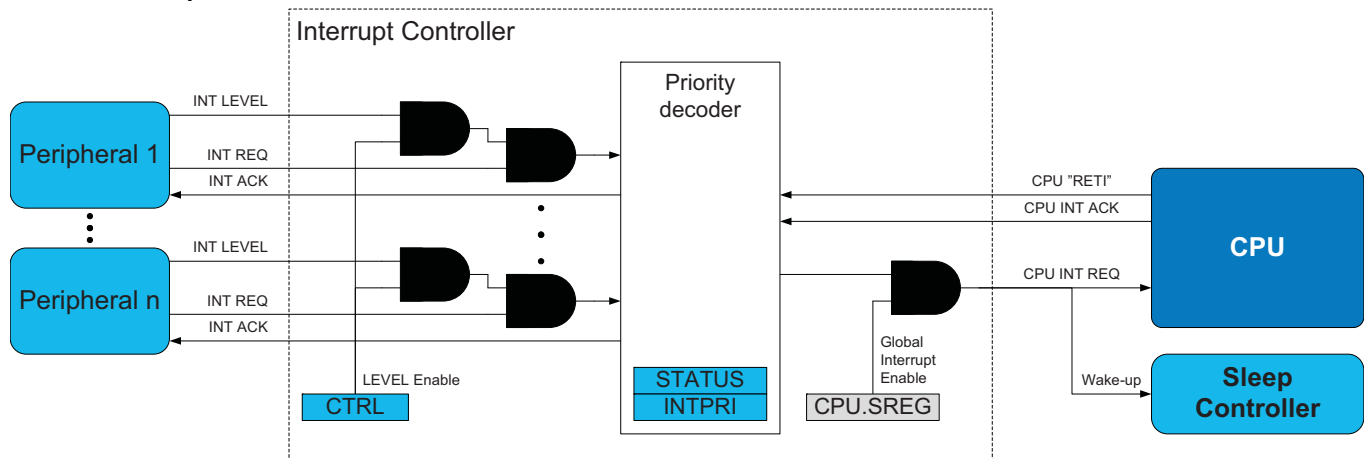 Interrupt Controller
Peripheral 1
INT LEVEL
INT REQ
INT ACK
Peripheral n
INT LEVEL
INT REQ
INT ACK
LEVEL Enable
CTRL
Priority
decoder
STATUS
INTPRI
Global
Interrupt
Enable
CPU.SREG
CPU "RETI"
CPU INT ACK
CPU INT REQ
CPU
Wake-up
Sleep
Controller